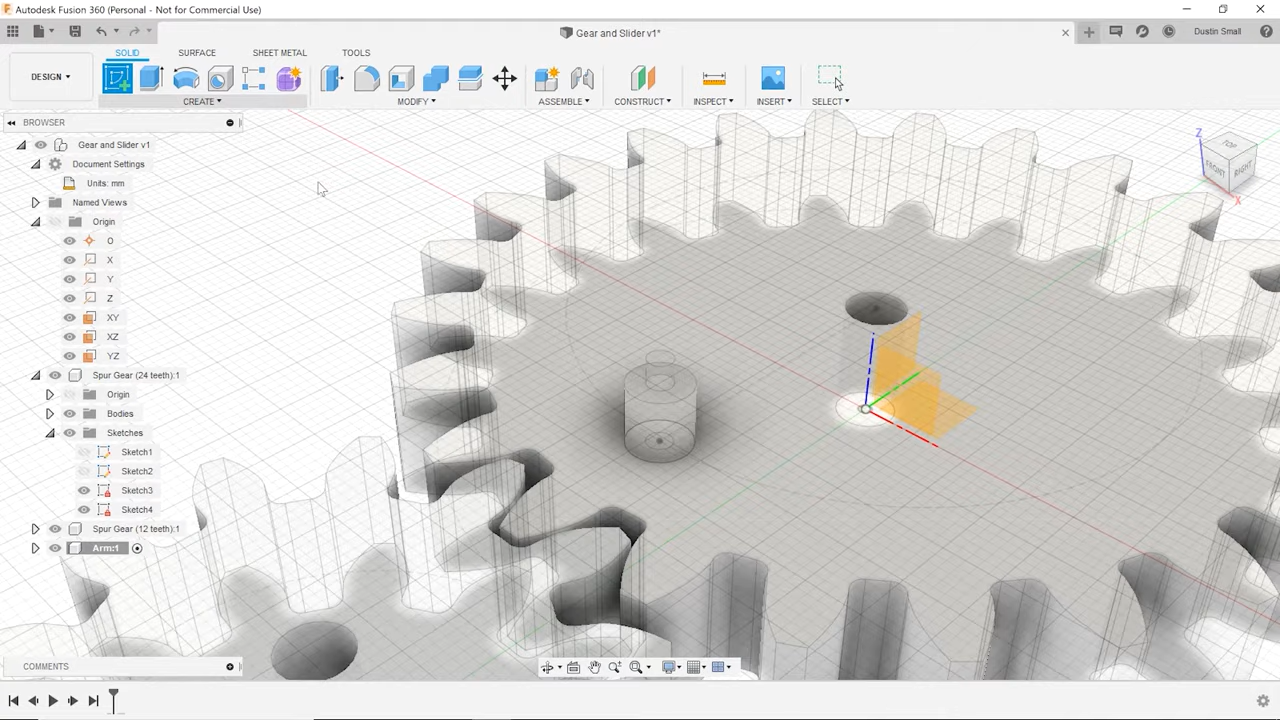 Autodesk Fusion 360 (Personal - Not for Commercial Use)
Gear and Slider v1*
Dustin Small
SOLID SURFACE SHEET METAL TOOLS
DESIGN
CREATE MODIFY ASSEMBLE CONSTRUCT INSPECT INSERT SELECT
BROWSER
Gear and Slider v1
Document Settings
Units: mm
Named Views
Origin
O
X
Y
Z
XY
XZ
YZ
Spur Gear (24 teeth):1
Origin
Bodies
Sketches
Sketch1
Sketch2
Sketch3
Sketch4
Spur Gear (12 teeth):1
Arm:1
Z
TOP
FRONT
RIGHT
X
COMMENTS